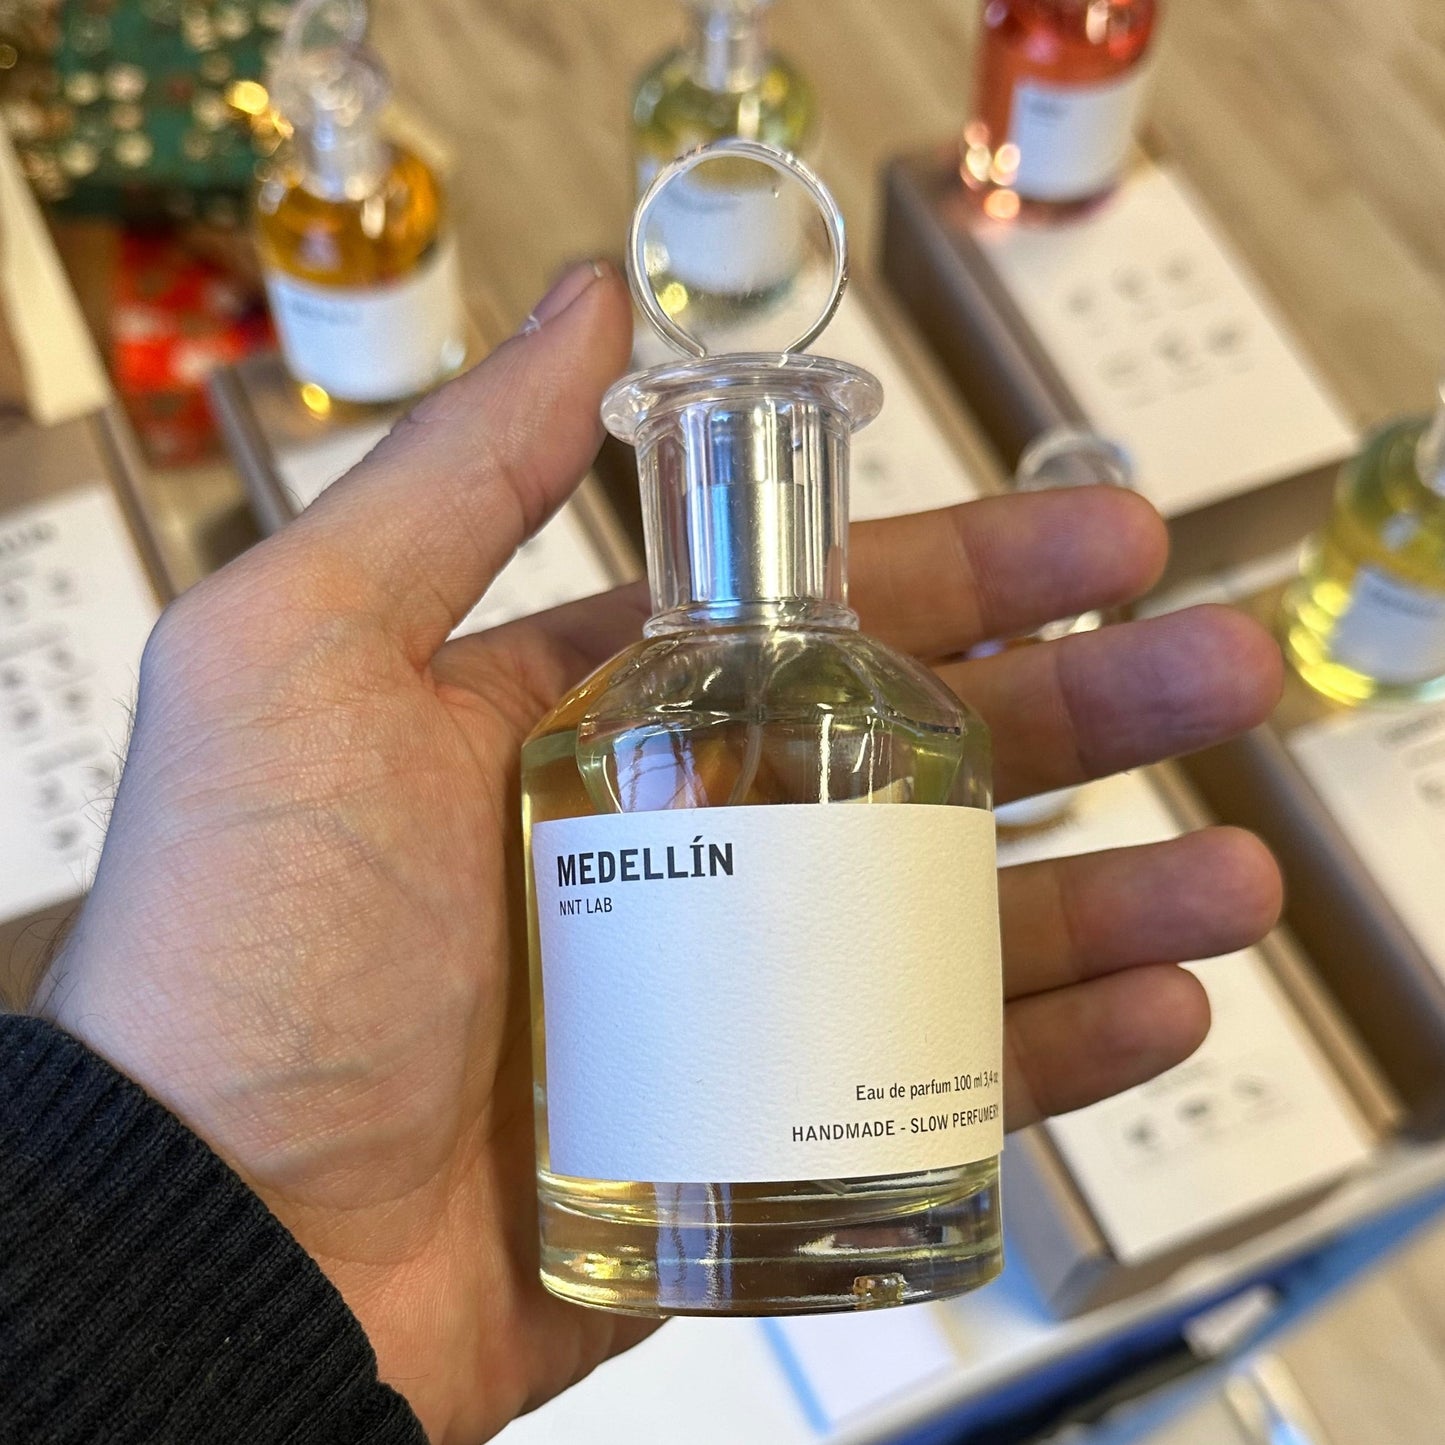 MEDELLÍN
NNT LAB
Eau de parfum 100 ml 3,4 oz
HANDMADE - SLOW PERFUMERY